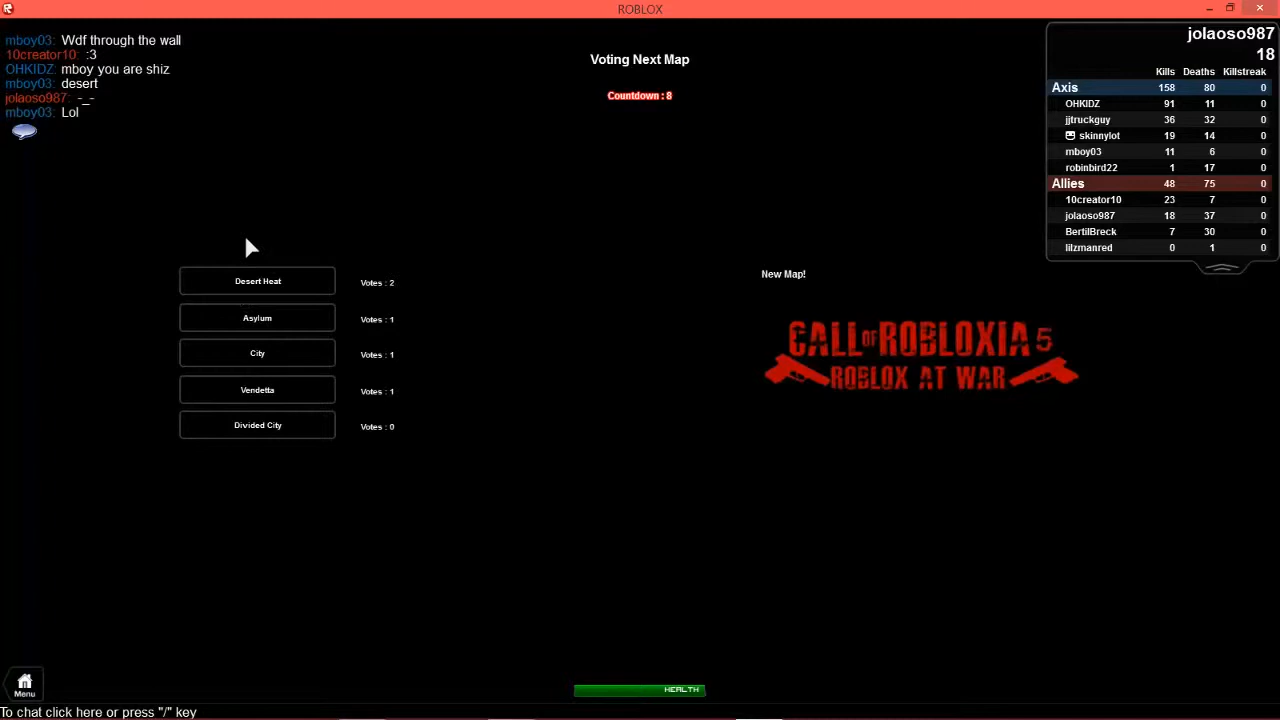 ROBLOX
mboy03: Wdf through the wall
10creator10: :3
OHKIDZ: mboy you are shiz
mboy03: desert
jolaoso987: -_-
mboy03: Lol
Voting Next Map
Countdown : 8
jolaoso987
18
Kills Deaths Killstreak
Axis 158 80 0
OHKIDZ 91 11 0
jjtruckguy 36 32 0
skinnylot 19 14 0
mboy03 11 6 0
robinbird22 1 17 0
Allies 48 75 0
10creator10 23 7 0
jolaoso987 18 37 0
BertilBreck 7 30 0
lilzmanred 0 1 0
Desert Heat Votes : 2
Asylum Votes : 1
City Votes : 1
Vendetta Votes : 1
Divided City Votes : 0
New Map!
CALL OF ROBLOXIA 5
ROBLOX AT WAR
Menu
HEALTH
To chat click here or press "/" key